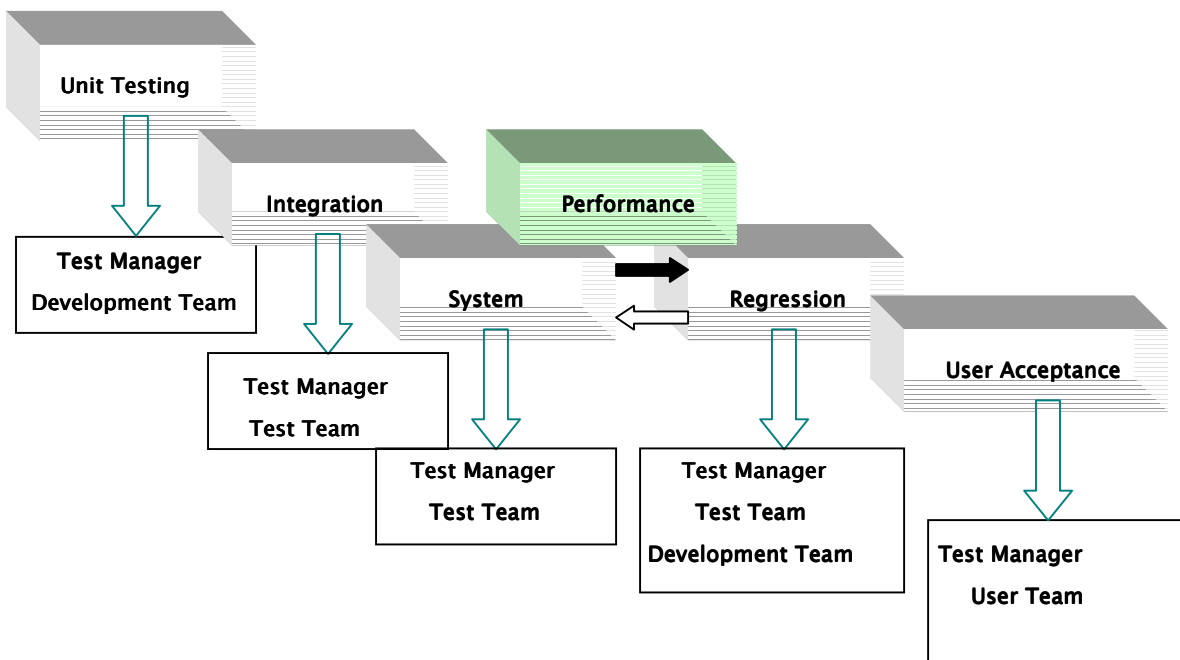 Unit Testing
Test Manager
Development Team
Integration
Test Manager
Test Team
Performance
System
Test Manager
Test Team
Regression
Test Manager
Test Team
Development Team
User Acceptance
Test Manager
User Team